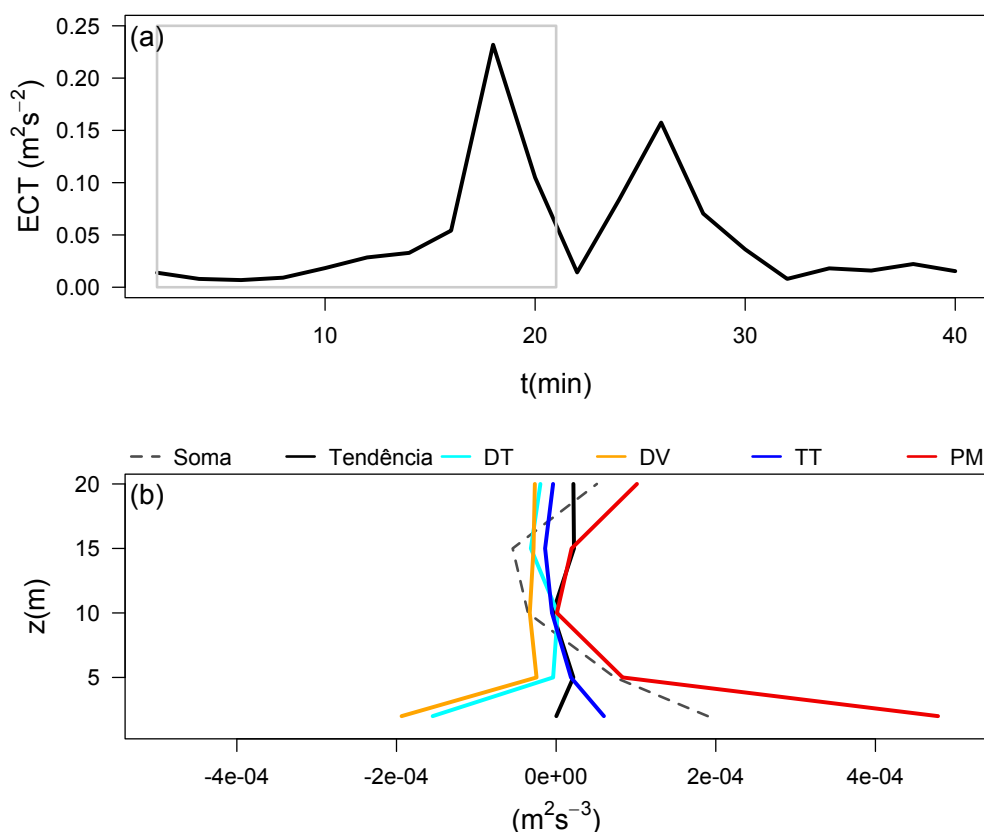 (a)
0.25
0.20
0.15
0.10
0.05
0.00
ECT (m²s⁻²)
10 20 30 40
t(min)
Soma Tendência DT DV TT PM
(b)
20
15
10
5
z(m)
-4e-04 -2e-04 0e+00 2e-04 4e-04
(m²s⁻³)